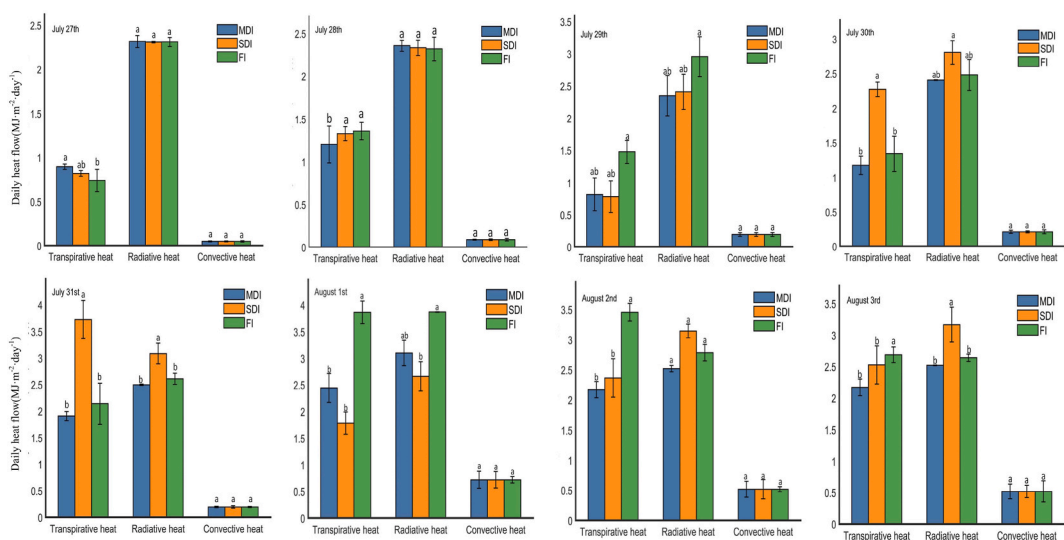 Daily heat flow(MJ·m⁻²·day⁻¹)
July 27th
MDI
SDI
FI
2.5
2
1.5
1
0.5
0
a ab b
a a a
a a a
Transpirative heat Radiative heat Convective heat
July 28th
MDI
SDI
FI
2.5
2
1.5
1
0.5
0
b a a
a a a
a a a
Transpirative heat Radiative heat Convective heat
July 29th
MDI
SDI
FI
3.5
3
2.5
2
1.5
1
0.5
0
ab ab a
ab ab a
a a a
Transpirative heat Radiative heat Convective heat
July 30th
MDI
SDI
FI
3
2.5
2
1.5
1
0.5
0
b a b
ab a ab
a a a
Transpirative heat Radiative heat Convective heat
Daily heat flow(MJ·m⁻²·day⁻¹)
July 31st
MDI
SDI
FI
4
3.5
3
2.5
2
1.5
1
0.5
0
b a b
b a b
a a a
Transpirative heat Radiative heat Convective heat
August 1st
MDI
SDI
FI
4
3.5
3
2.5
2
1.5
1
0.5
0
b b a
ab b a
a a a
Transpirative heat Radiative heat Convective heat
August 2nd
MDI
SDI
FI
3.5
3
2.5
2
1.5
1
0.5
0
b b a
b a a
a a a
Transpirative heat Radiative heat Convective heat
August 3rd
MDI
SDI
FI
3.5
3
2.5
2
1.5
1
0.5
0
b b a
b a b
a a a
Transpirative heat Radiative heat Convective heat